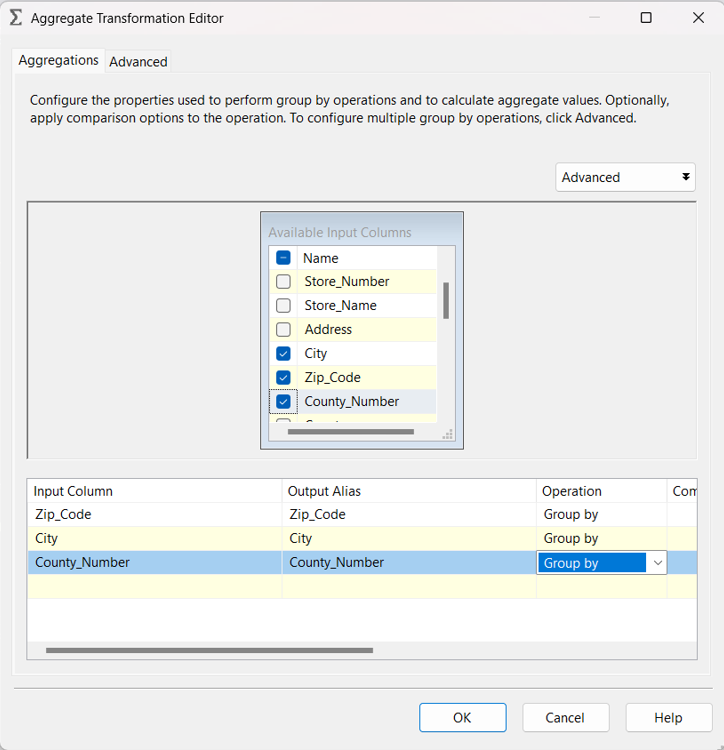 Aggregate Transformation Editor
Aggregations Advanced
Configure the properties used to perform group by operations and to calculate aggregate values. Optionally,
apply comparison options to the operation. To configure multiple group by operations, click Advanced.
Advanced
Available Input Columns
Name
Store_Number
Store_Name
Address
City
Zip_Code
County_Number
Input Column Output Alias Operation Com
Zip_Code Zip_Code Group by
City City Group by
County_Number County_Number Group by
OK Cancel Help